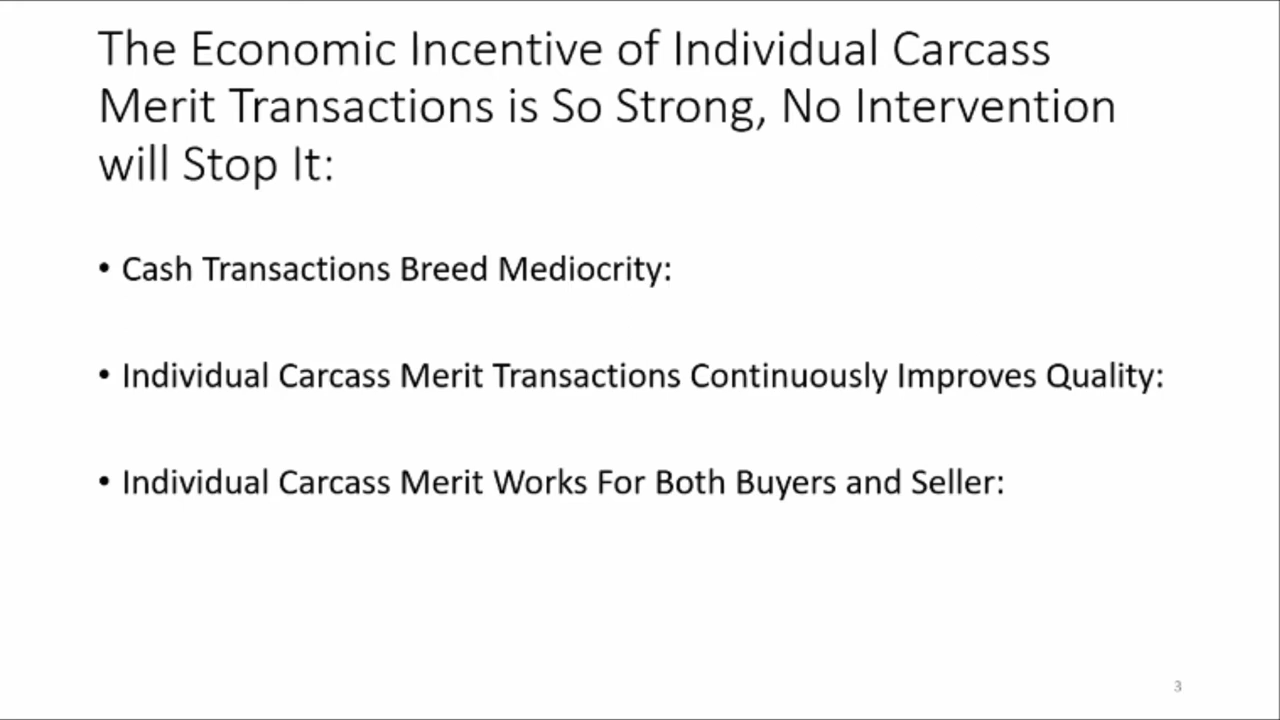 The Economic Incentive of Individual Carcass
Merit Transactions is So Strong, No Intervention
will Stop It:
• Cash Transactions Breed Mediocrity:
• Individual Carcass Merit Transactions Continuously Improves Quality:
• Individual Carcass Merit Works For Both Buyers and Seller:
3